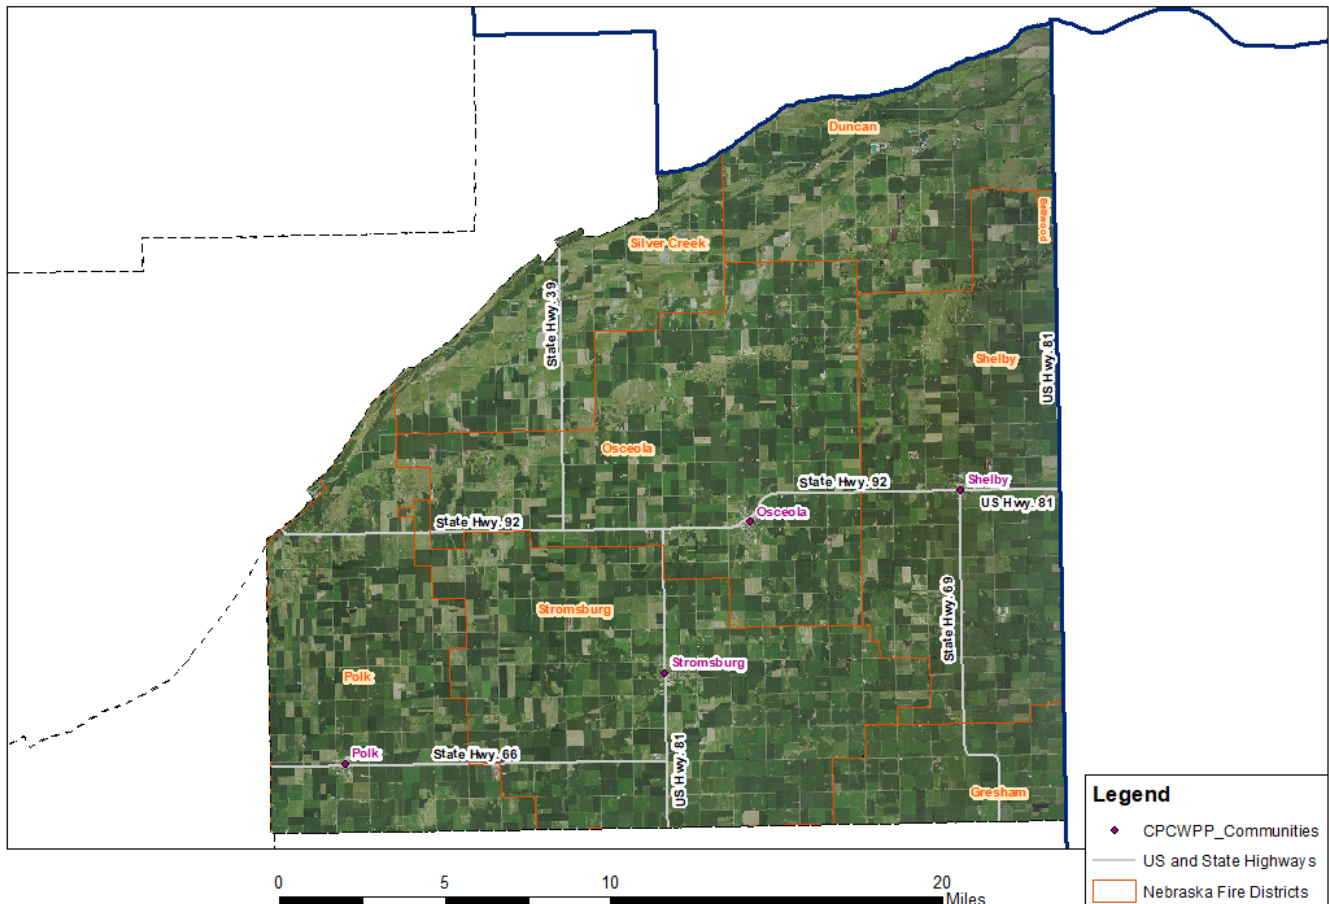 Duncan
Bellwood
Silver Creek
State Hwy. 39
Shelby
US Hwy. 81
Osceola
Shelby
State Hwy. 92
US Hwy. 81
Osceola
State Hwy. 92
State Hwy. 69
Stromsburg
Stromsburg
Polk
Polk
State Hwy. 66
US Hwy. 81
Gresham
Legend
CPCWPP_Communities
US and State Highways
Nebraska Fire Districts
0 5 10 20
Miles